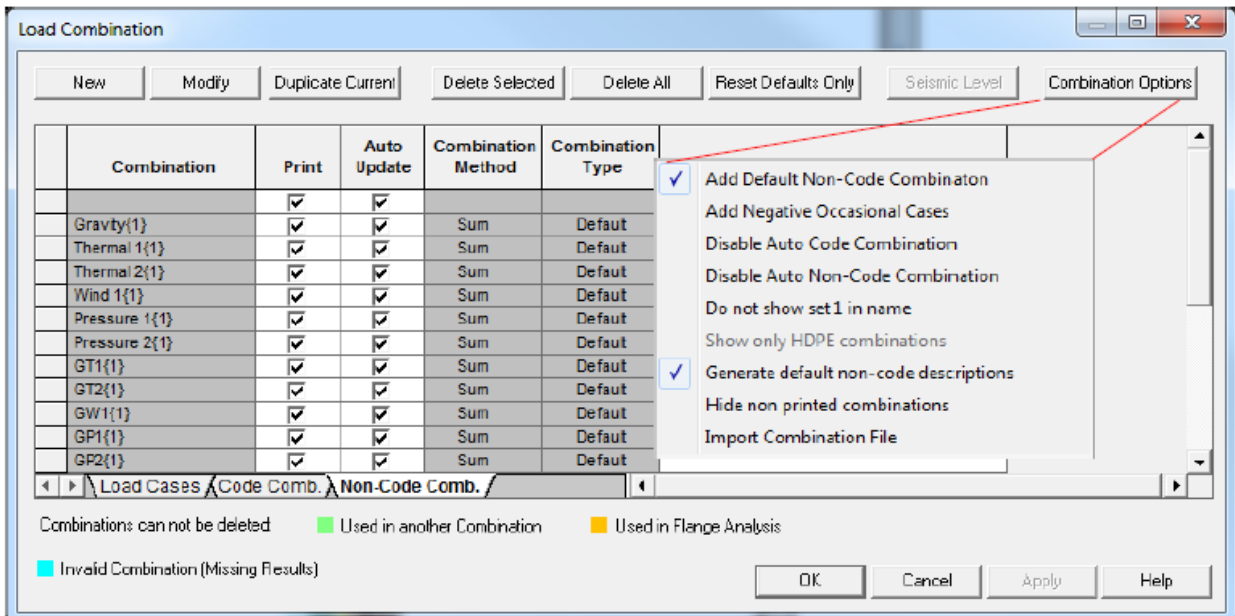 Load Combination
New Modify Duplicate Current Delete Selected Delete All Reset Defaults Only Seismic Level Combination Options
Combination Print Auto Update Combination Method Combination Type
Gravity{1} Sum Defaut
Thermal 1{1} Sum Defaut
Thermal 2{1} Sum Defaut
Wind 1{1} Sum Defaut
Pressure 1{1} Sum Defaut
Pressure 2{1} Sum Defaut
GT1{1} Sum Defaut
GT2{1} Sum Defaut
GW1{1} Sum Defaut
GP1{1} Sum Defaut
GP2{1} Sum Defaut
Add Default Non-Code Combinaton
Add Negative Occasional Cases
Disable Auto Code Combination
Disable Auto Non-Code Combination
Do not show set1 in name
Show only HDPE combinations
Generate default non-code descriptions
Hide non printed combinations
Import Combination File
Load Cases Code Comb. Non-Code Comb.
Combinations can not be deleted: Used in another Combination Used in Flange Analysis
Invalid Combination (Missing Results)
OK Cancel Apply Help